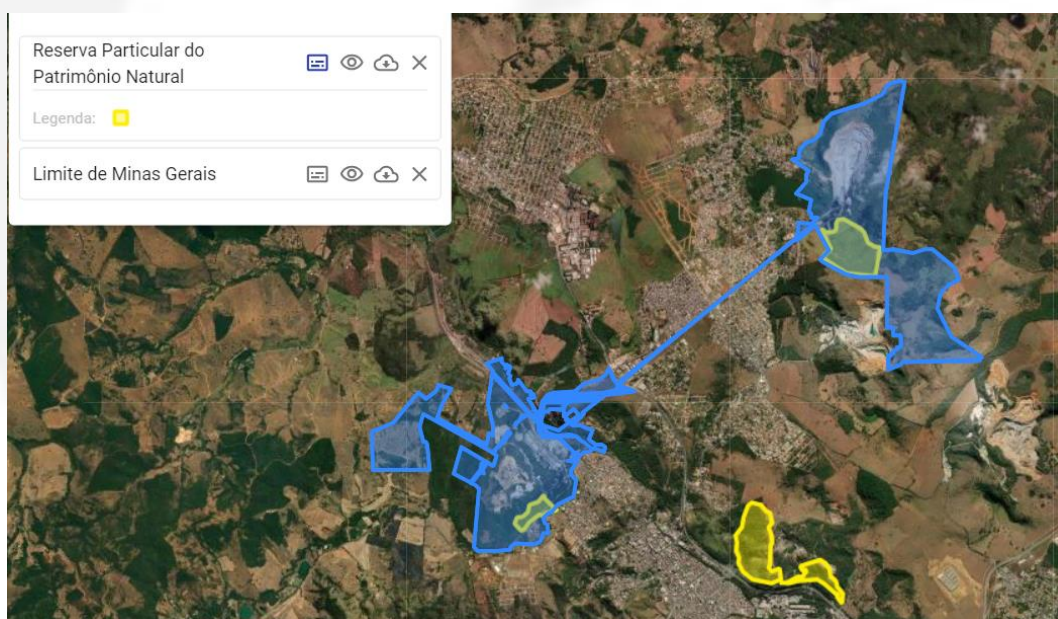 Reserva Particular do
Patrimônio Natural
Legenda:
Limite de Minas Gerais